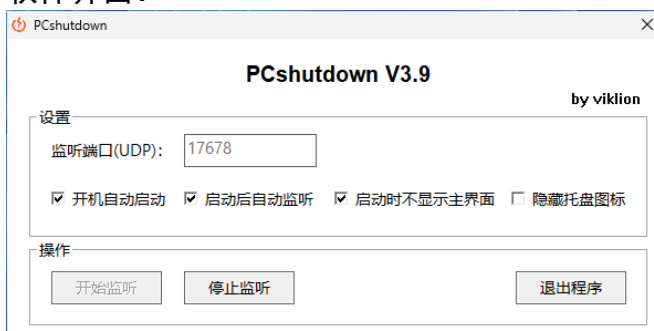 PCshutdown
PCshutdown V3.9
by viklion
设置
监听端口(UDP): 17678
开机自动启动 启动后自动监听 启动时不显示主界面 隐藏托盘图标
操作
开始监听 停止监听 退出程序